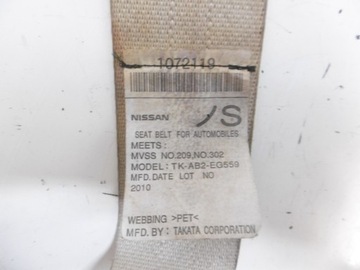 1072119
NISSAN /S
SEAT BELT FOR AUTOMOBILES
MEETS:
MVSS NO.209,NO.302
MODEL: TK-AB2-EG559
MFD.DATE LOT NO
2010
WEBBING >PET<
MFD.BY: TAKATA CORPORATION